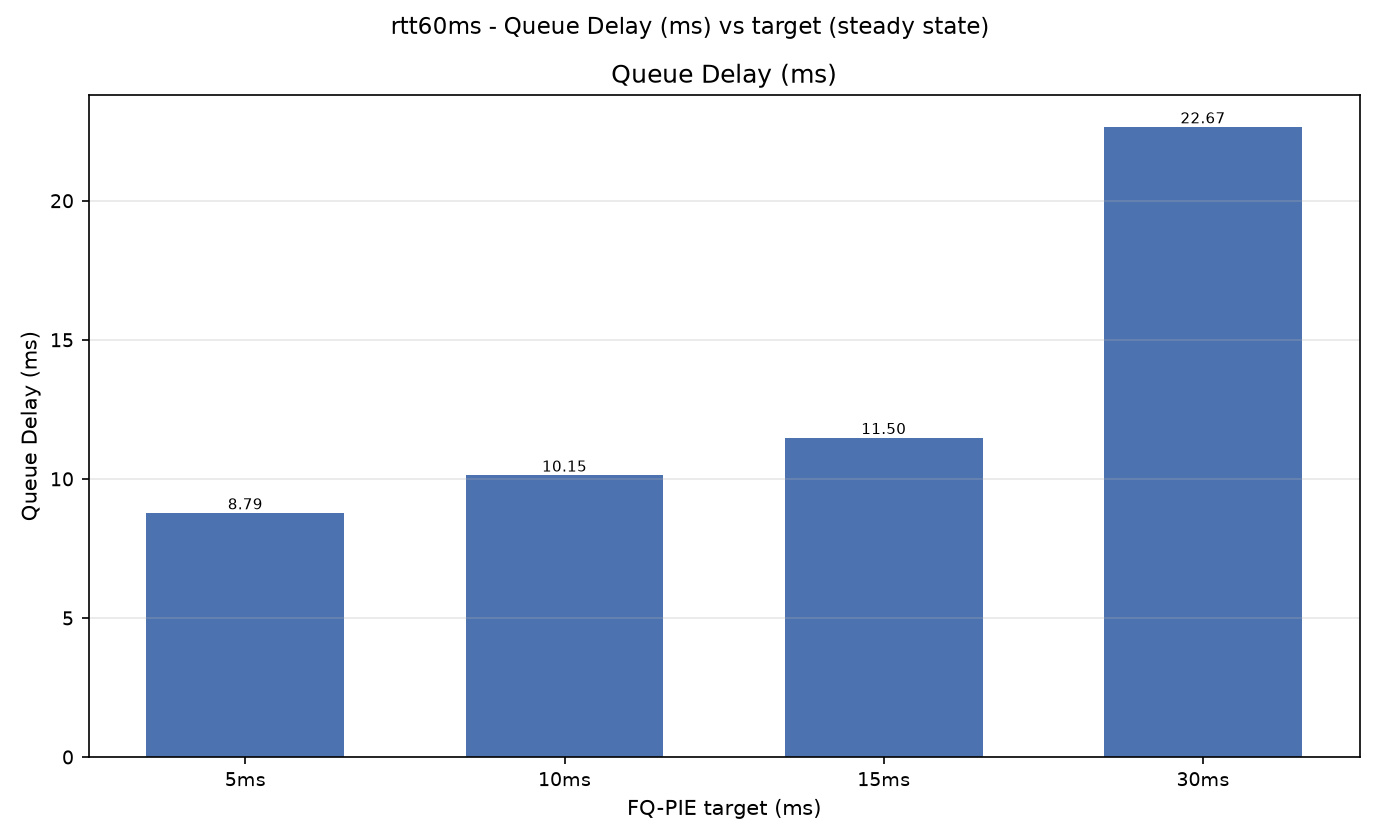 rtt60ms - Queue Delay (ms) vs target (steady state)
Queue Delay (ms)
Queue Delay (ms)
20
15
10
5
0
8.79
10.15
11.50
22.67
5ms
10ms
15ms
30ms
FQ-PIE target (ms)